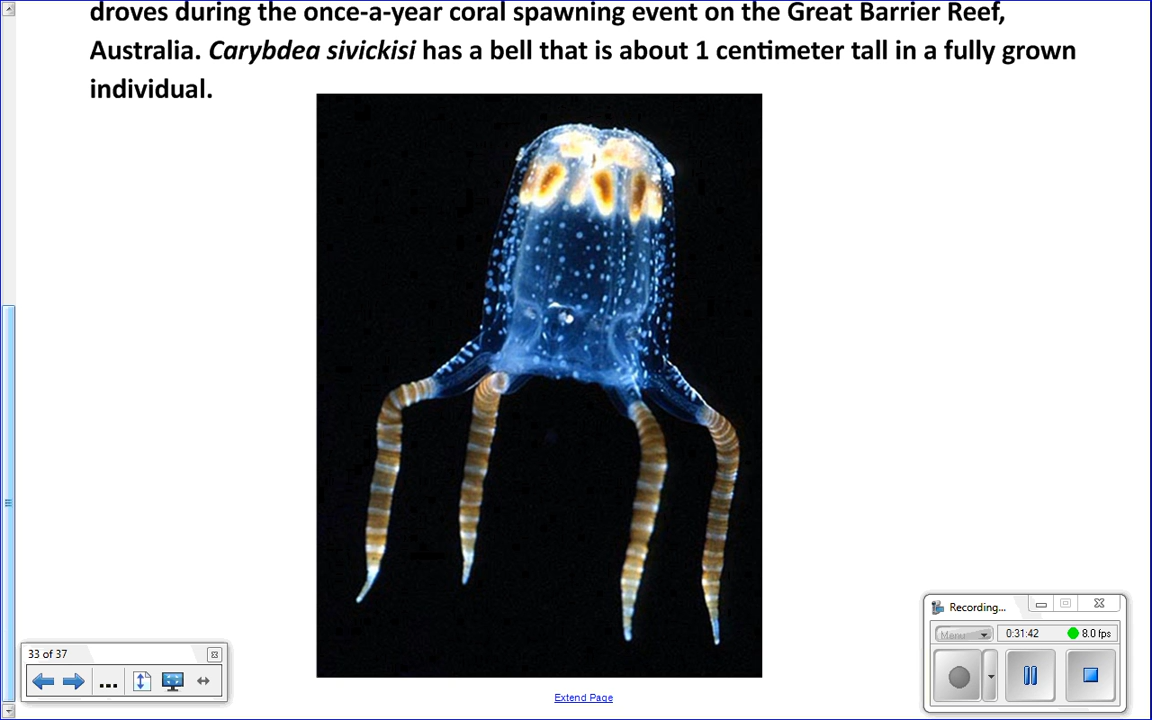 droves during the once-a-year coral spawning event on the Great Barrier Reef,
Australia. Carybdea sivickisi has a bell that is about 1 centimeter tall in a fully grown
individual.
Recording...
Menu
0:31:42
8.0 fps
33 of 37
...
Extend Page